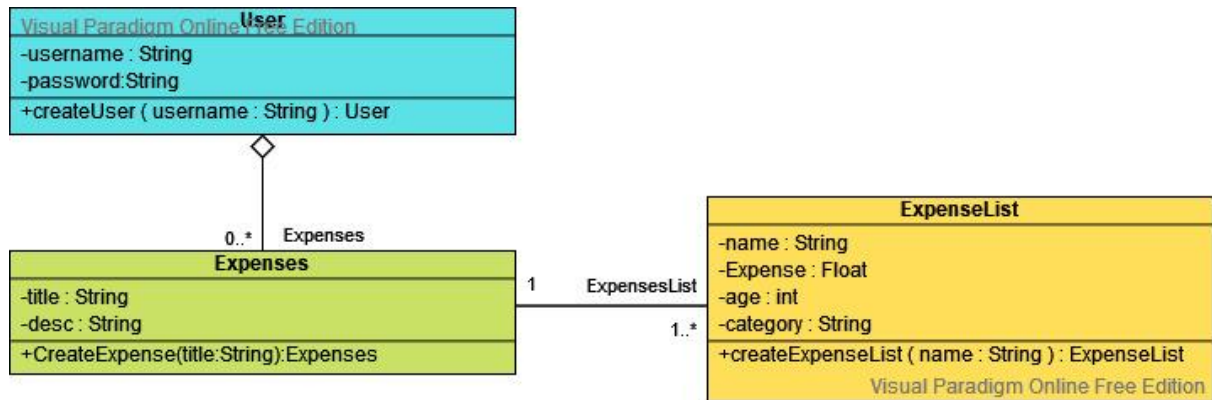 User
Visual Paradigm Online Free Edition
-username : String
-password:String
+createUser ( username : String ) : User
0..* Expenses
Expenses
-title : String
-desc : String
+CreateExpense(title:String):Expenses
1 ExpensesList
1..*
ExpenseList
-name : String
-Expense : Float
-age : int
-category : String
+createExpenseList ( name : String ) : ExpenseList
Visual Paradigm Online Free Edition